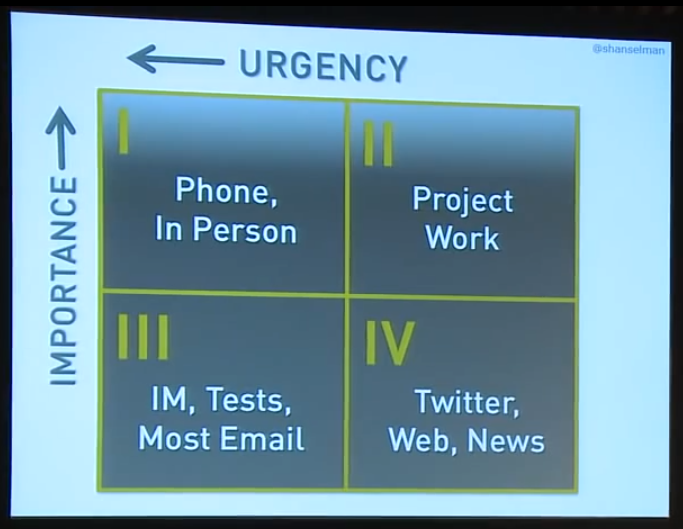 @shanselman
URGENCY
IMPORTANCE
I
Phone,
In Person
II
Project
Work
III
IM, Tests,
Most Email
IV
Twitter,
Web, News